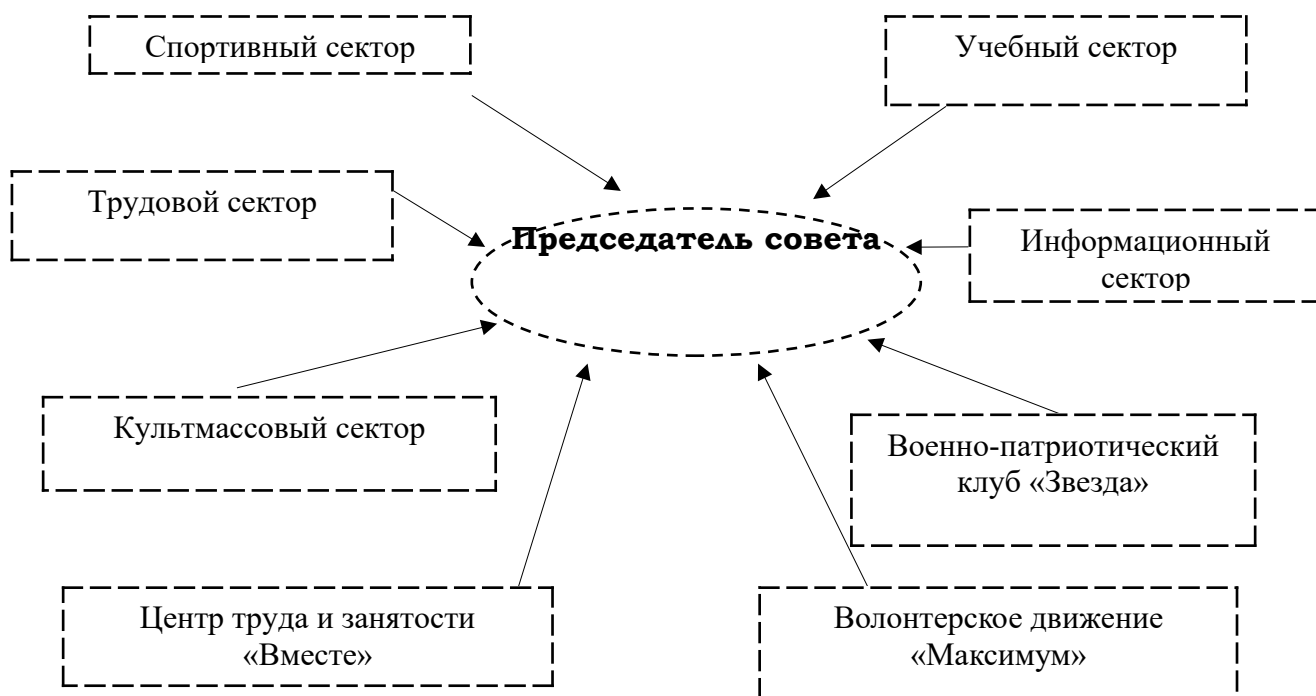 Спортивный сектор
Учебный сектор
Трудовой сектор
Председатель совета
Информационный
сектор
Культмассовый сектор
Военно-патриотический
клуб «Звезда»
Центр труда и занятости
«Вместе»
Волонтерское движение
«Максимум»